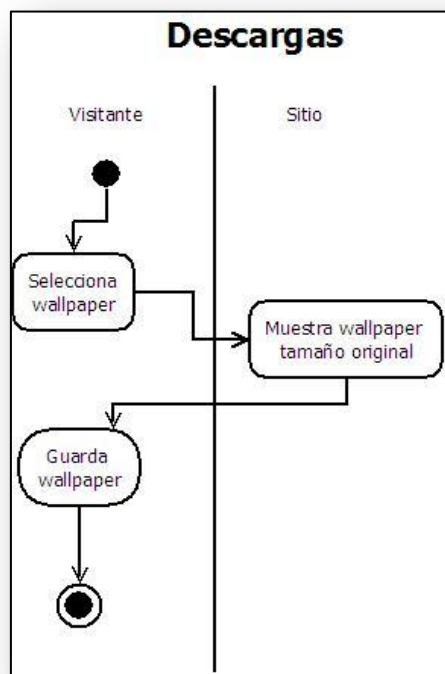 Descargas
Visitante
Sitio
Selecciona
wallpaper
Muestra wallpaper
tamaño original
Guarda
wallpaper